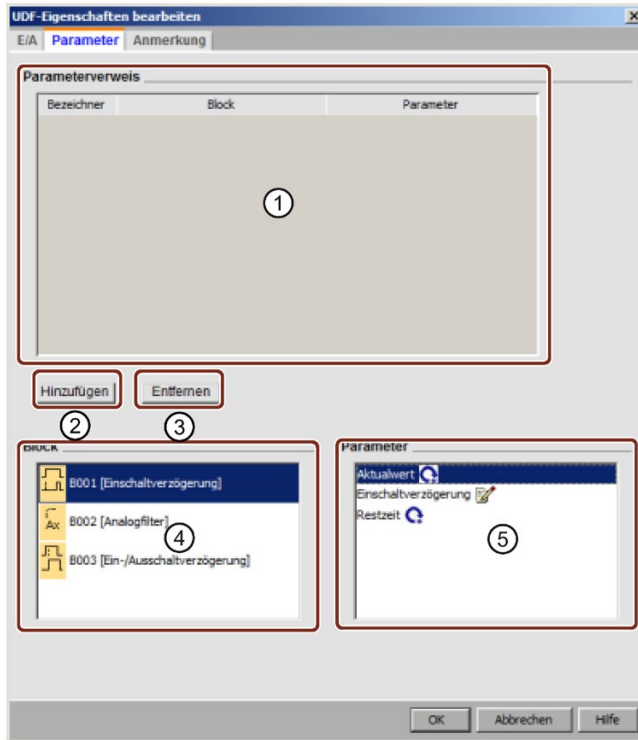 UDF-Eigenschaften bearbeiten
E/A Parameter Anmerkung
Parameterverweis
Bezeichner Block Parameter
1
Hinzufügen Entfernen
2 3
Block Parameter
B001 [Einschaltverzögerung]
B002 [Analogfilter]
B003 [Ein-/Ausschaltverzögerung]
4
Aktualwert
Einschaltverzögerung
Restzeit
5
OK Abbrechen Hilfe